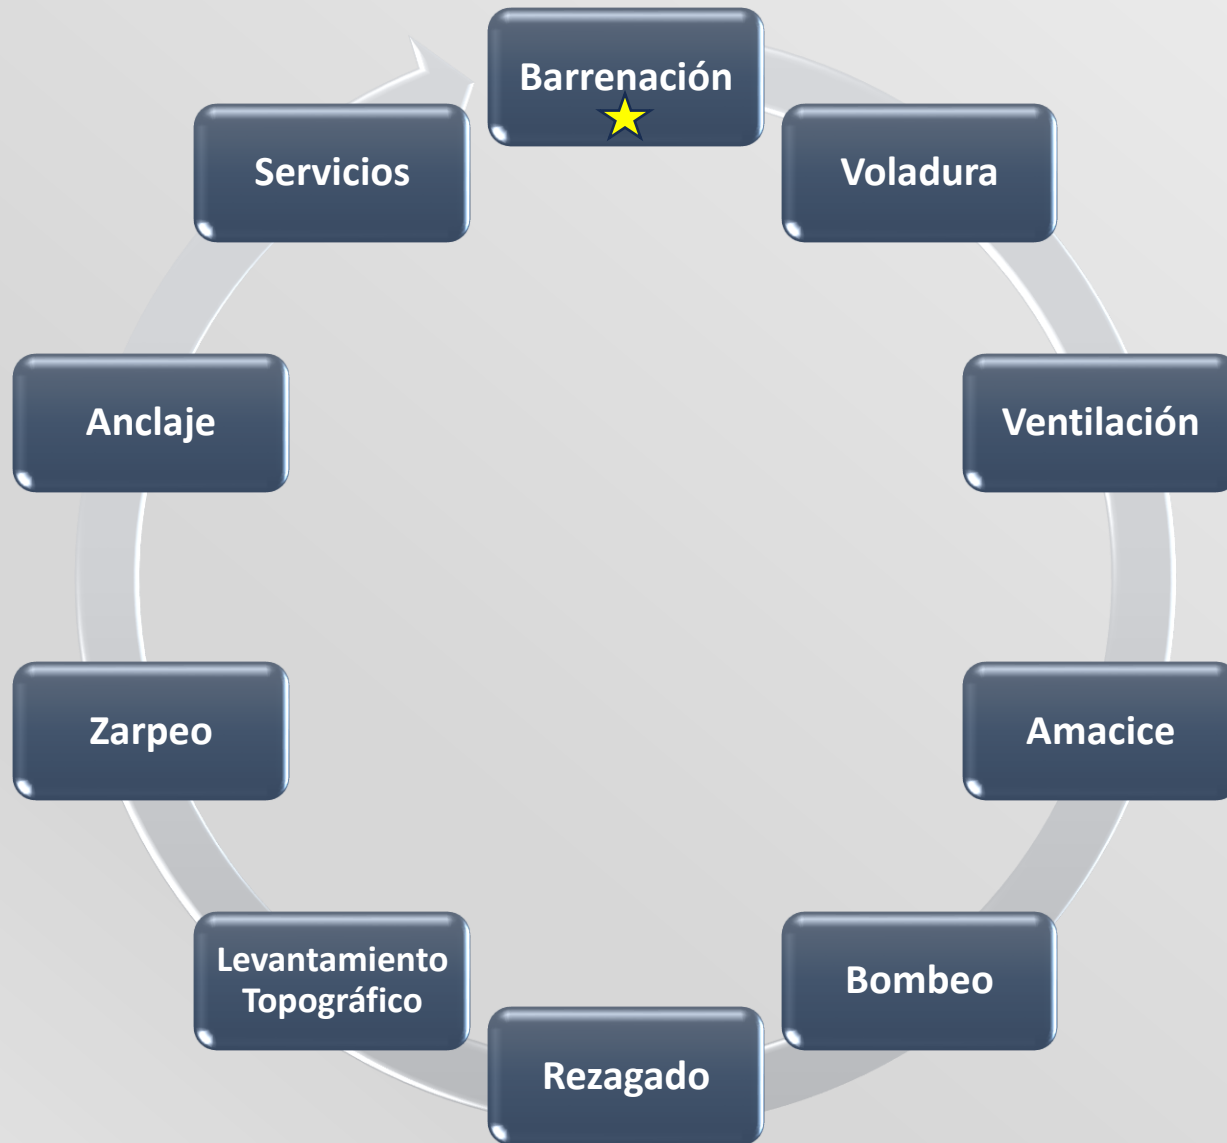 Barrenación
Voladura
Ventilación
Amacice
Bombeo
Rezagado
Levantamiento
Topográfico
Zarpeo
Anclaje
Servicios